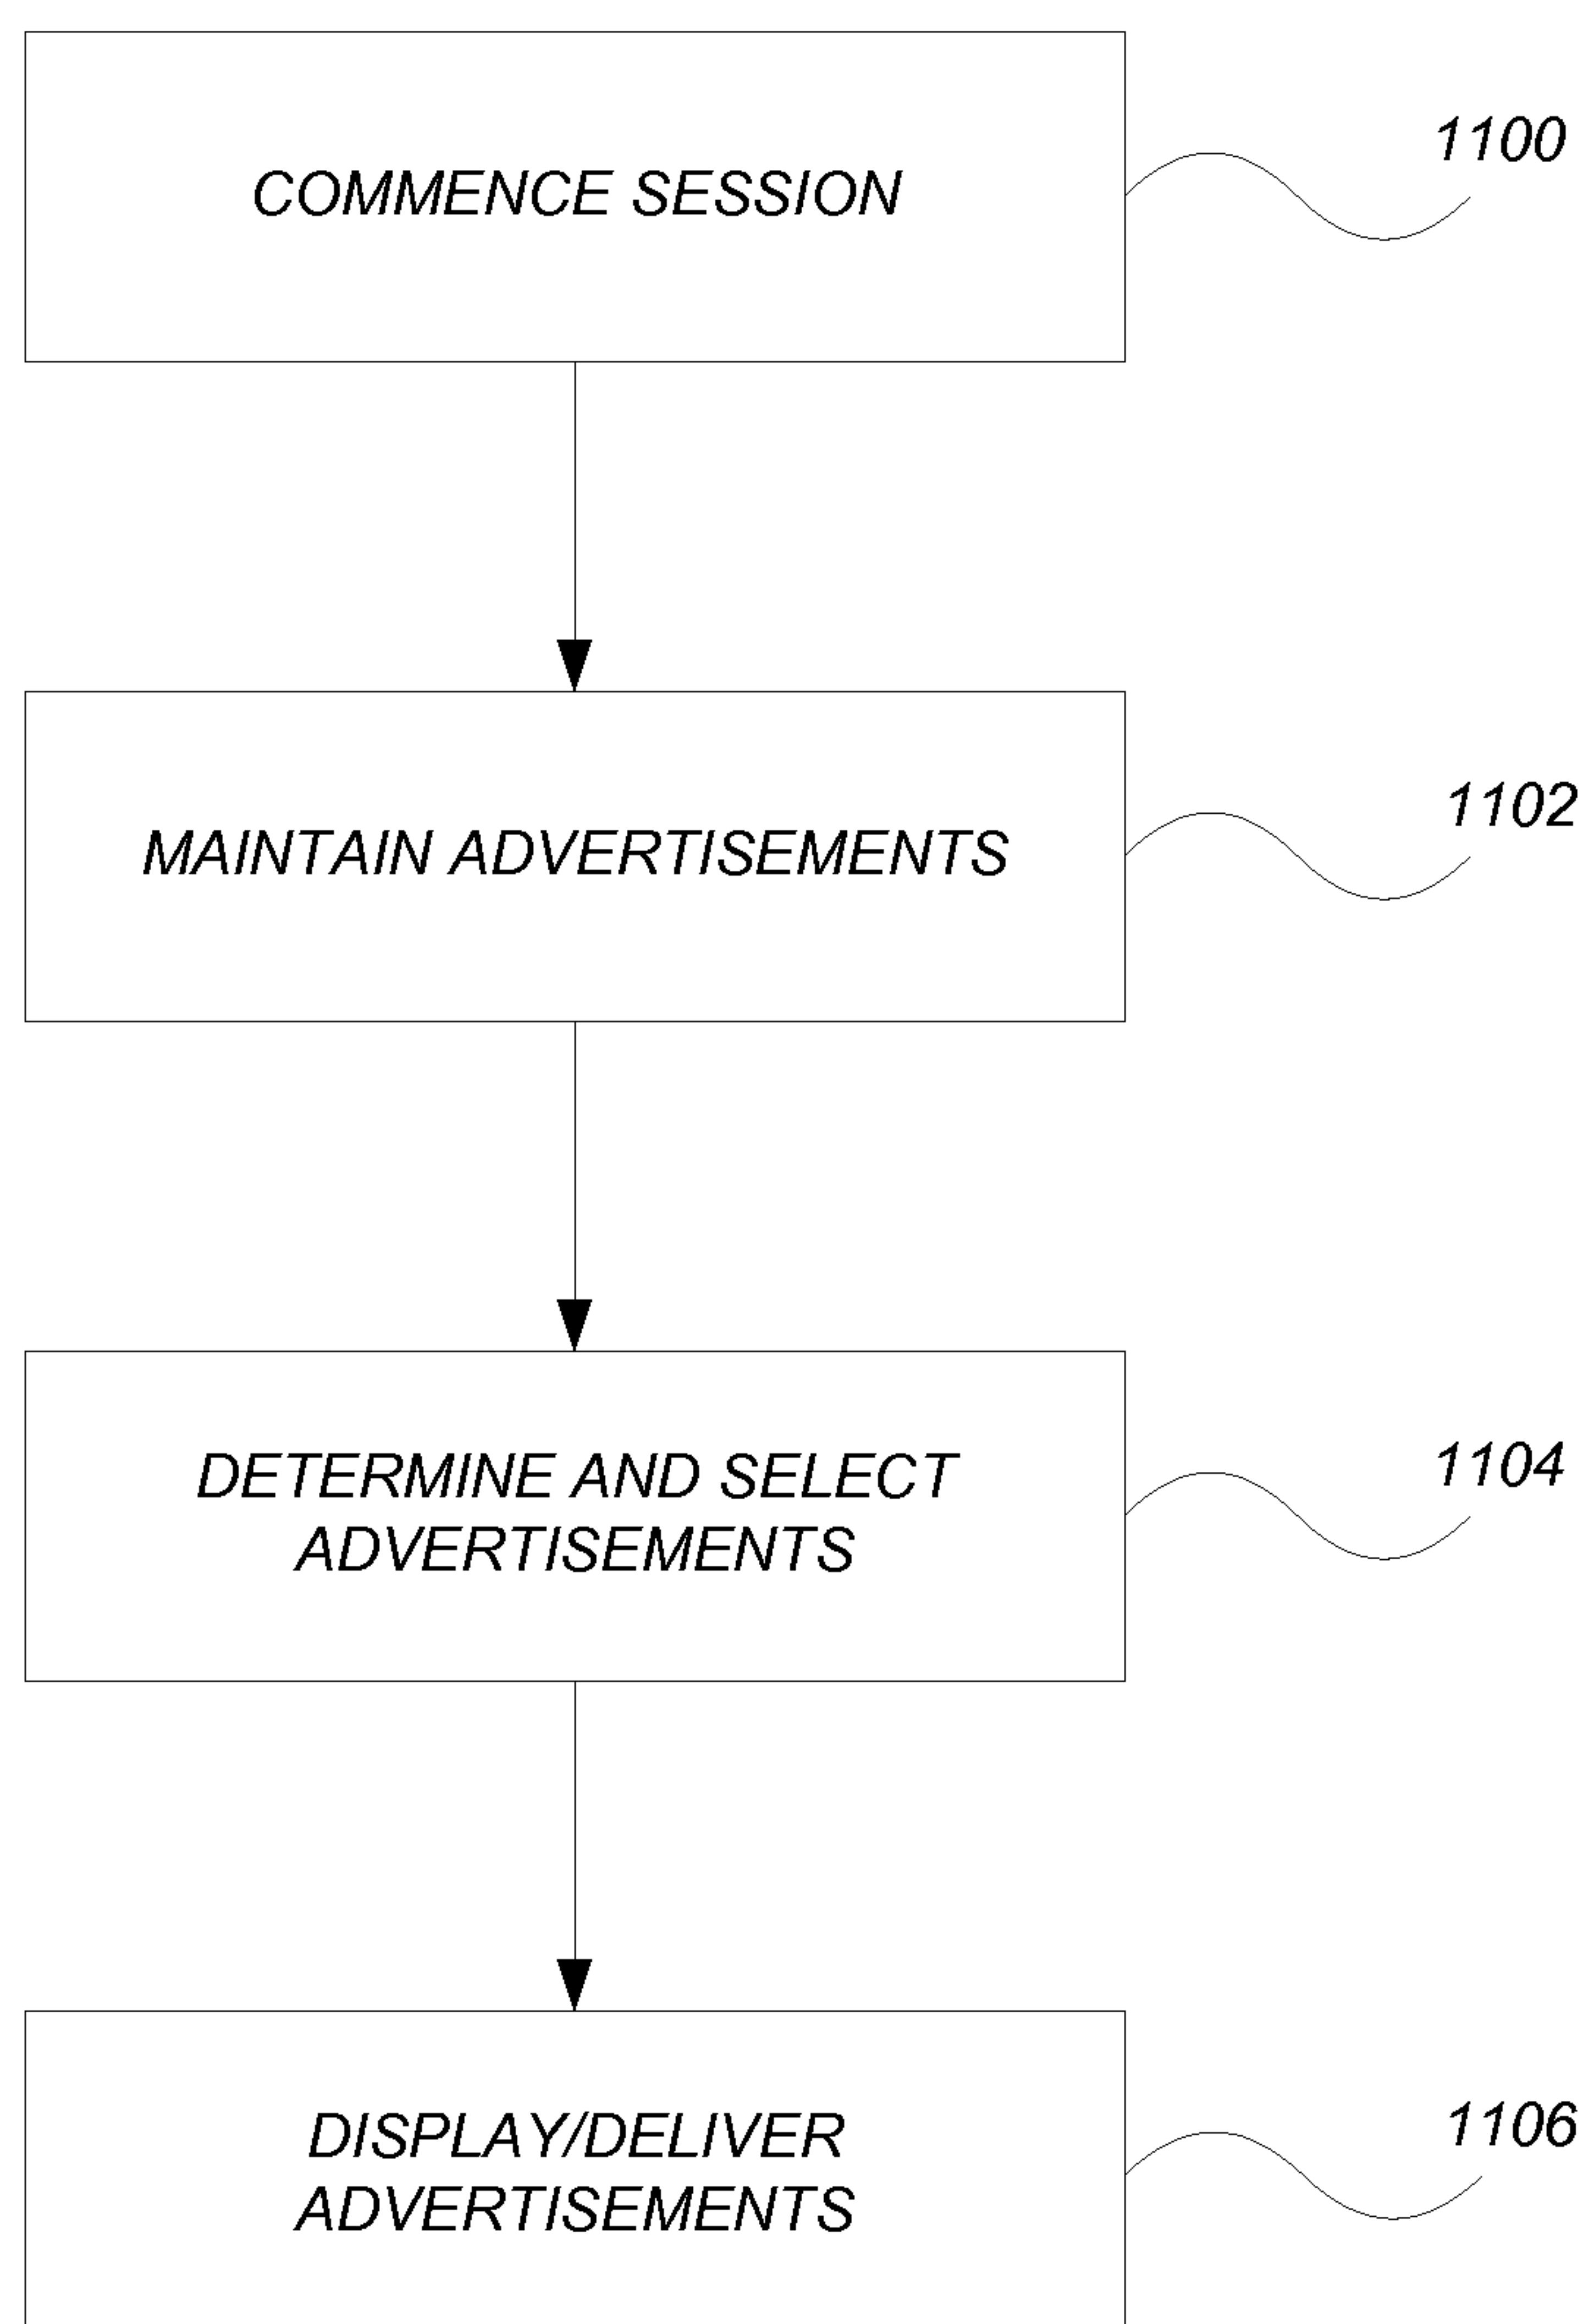 COMMENCE SESSION
1100
MAINTAIN ADVERTISEMENTS
1102
DETERMINE AND SELECT
ADVERTISEMENTS
1104
DISPLAY/DELIVER
ADVERTISEMENTS
1106